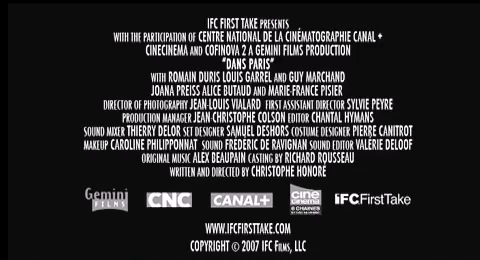 IFC FIRST TAKE PRESENTS
WITH THE PARTICIPATION OF CENTRE NATIONAL DE LA CINÉMATOGRAPHIE CANAL +
CINECINEMA AND COFINOVA 2 A GEMINI FILMS PRODUCTION
"DANS PARIS"
WITH ROMAIN DURIS LOUIS GARREL AND GUY MARCHAND
JOANA PREISS ALICE BUTAUD AND MARIE-FRANCE PISIER
DIRECTOR OF PHOTOGRAPHY JEAN-LOUIS VIALARD FIRST ASSISTANT DIRECTOR SYLVIE PEYRE
PRODUCTION MANAGER JEAN-CHRISTOPHE COLSON EDITOR CHANTAL HYMANS
SOUND MIXER THIERRY DELOR SET DESIGNER SAMUEL DESHORS COSTUME DESIGNER PIERRE CANITROT
MAKEUP CAROLINE PHILIPPONNAT SOUND FREDERIC DE RAVIGNAN SOUND EDITOR VALERIE DELOOF
ORIGINAL MUSIC ALEX BEAUPAIN CASTING BY RICHARD ROUSSEAU
WRITTEN AND DIRECTED BY CHRISTOPHE HONORÉ
Gemini FILMS CNC CANAL+ cine cinema 6 CHAINES IFC.FirstTake
WWW.IFCFIRSTTAKE.COM
COPYRIGHT © 2007 IFC FILMS, LLC